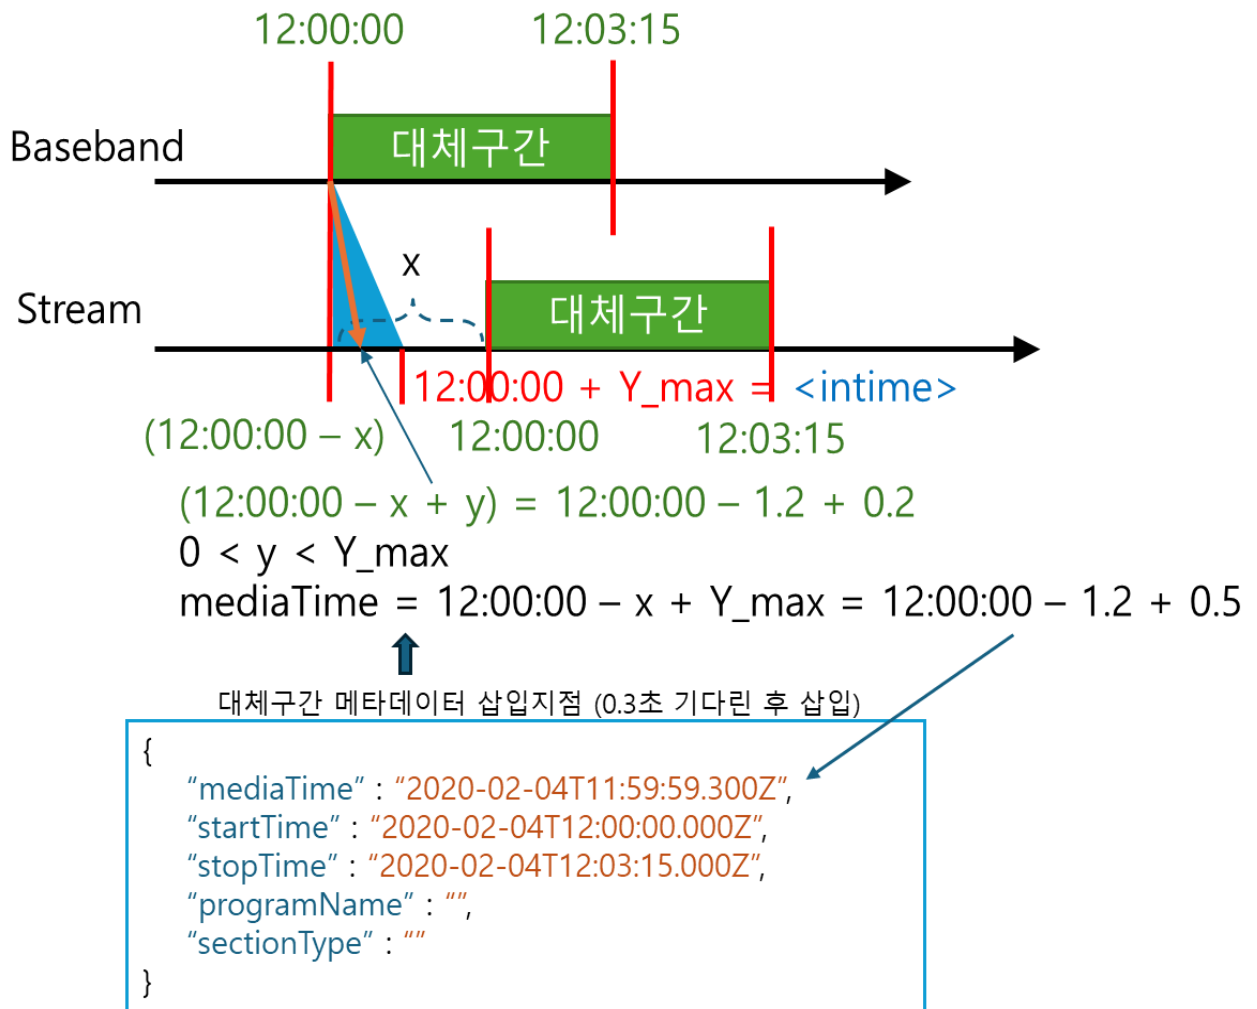 12:00:00 12:03:15
Baseband
대체구간
x
Stream
대체구간
12:00:00 + Y_max = <intime>
(12:00:00 – x) 12:00:00 12:03:15
(12:00:00 – x + y) = 12:00:00 – 1.2 + 0.2
0 < y < Y_max
mediaTime = 12:00:00 – x + Y_max = 12:00:00 – 1.2 + 0.5
대체구간 메타데이터 삽입지점 (0.3초 기다린 후 삽입)
{
“mediaTime” : “2020-02-04T11:59:59.300Z”,
“startTime” : “2020-02-04T12:00:00.000Z”,
“stopTime” : “2020-02-04T12:03:15.000Z”,
“programName” : “”,
“sectionType” : “”
}